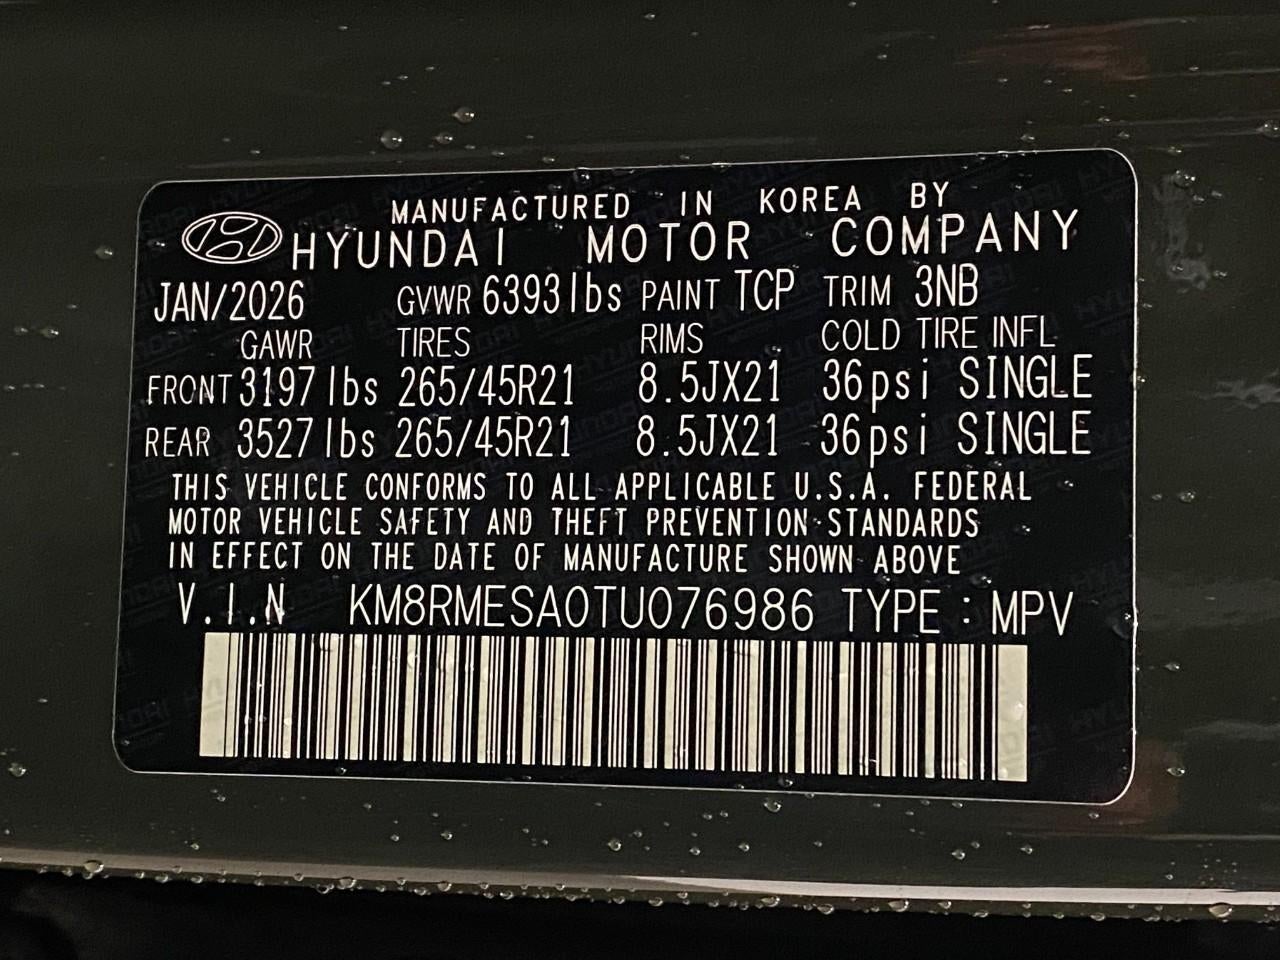 MANUFACTURED IN KOREA BY
HYUNDAI MOTOR COMPANY
JAN/2026 GVWR 6393lbs PAINT TCP TRIM 3NB
GAWR TIRES RIMS COLD TIRE INFL
FRONT 3197lbs 265/45R21 8.5JX21 36psi SINGLE
REAR 3527lbs 265/45R21 8.5JX21 36psi SINGLE
THIS VEHICLE CONFORMS TO ALL APPLICABLE U.S.A. FEDERAL
MOTOR VEHICLE SAFETY AND THEFT PREVENTION STANDARDS
IN EFFECT ON THE DATE OF MANUFACTURE SHOWN ABOVE
V.I.N KM8RMESA0TU076986 TYPE : MPV